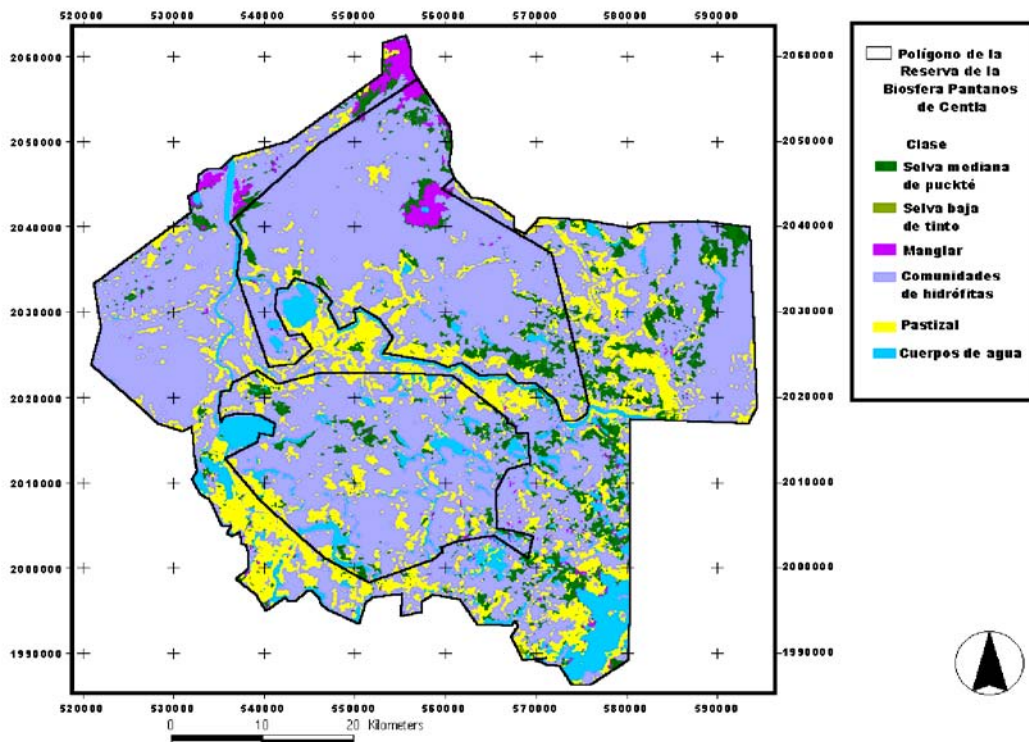 520000 530000 540000 550000 560000 570000 580000 590000
2060000 2060000
2050000 2050000
2040000 2040000
2030000 2030000
2020000 2020000
2010000 2010000
2000000 2000000
1990000 1990000
520000 530000 540000 550000 560000 570000 580000 590000
0 10 20 Kilometers
Polígono de la
Reserva de la
Biosfera Pantanos
de Centla
Clase
Selva mediana
de puckté
Selva baja
de tinto
Manglar
Comunidades
de hidrófitas
Pastizal
Cuerpos de agua